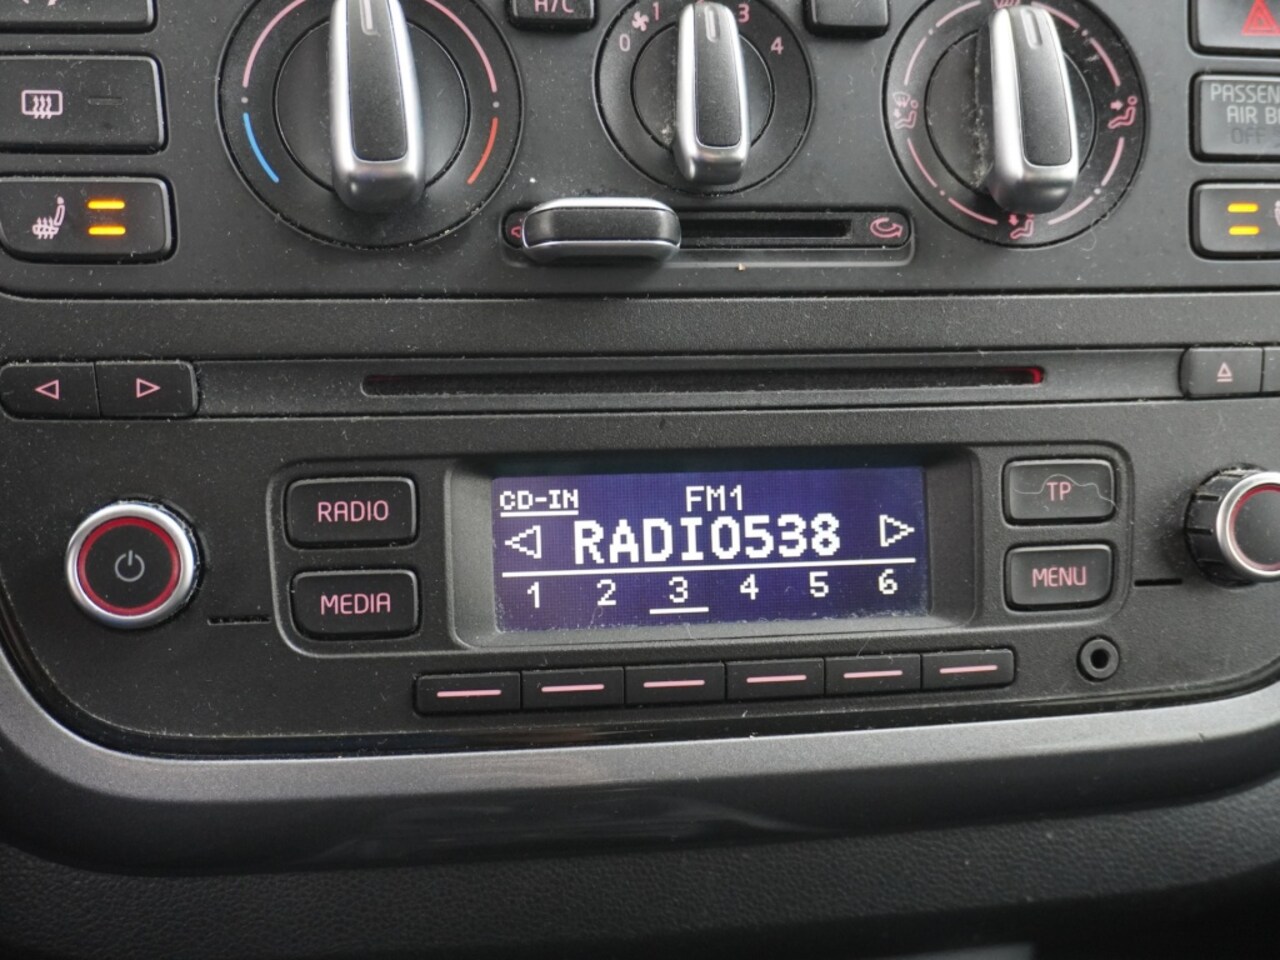 A/C
0 1 3 4
PASSEN
AIR B
OFF
RADIO
MEDIA
CD-IN FM1
RADIO538
1 2 3 4 5 6
TP
MENU